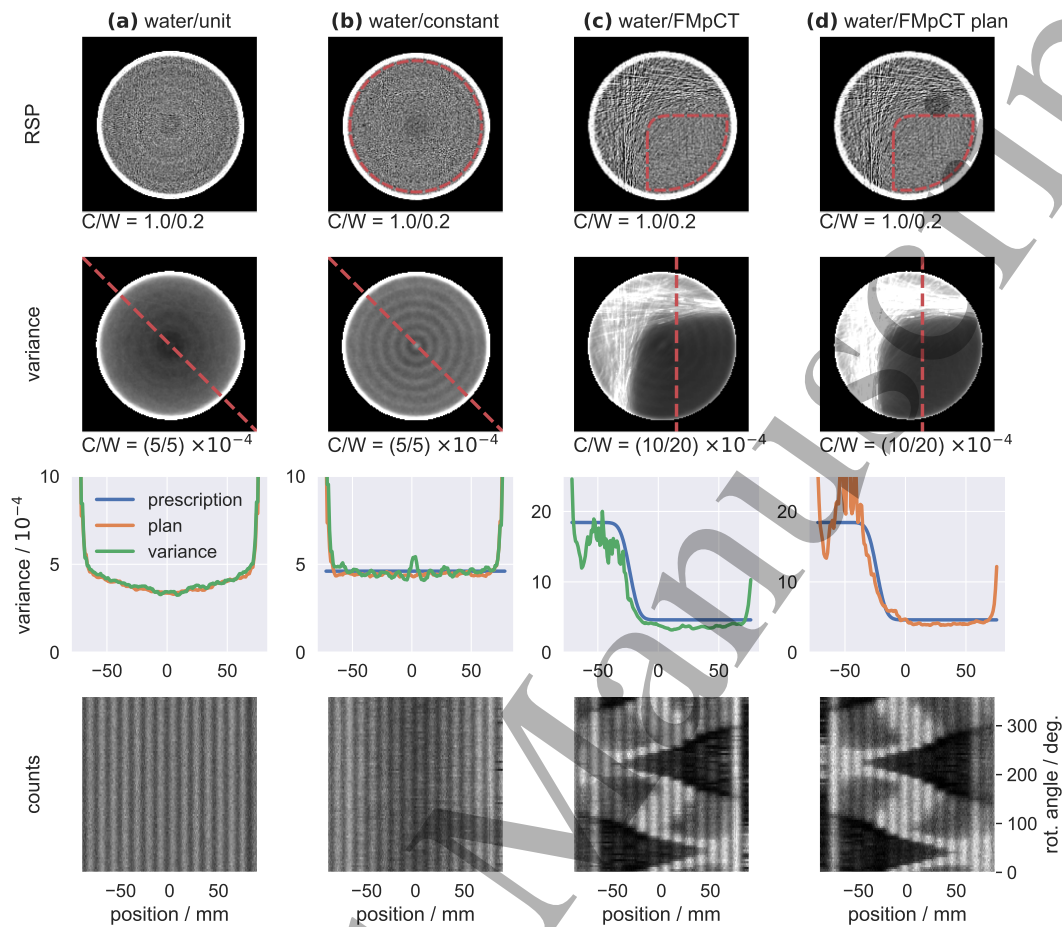 (a) water/unit (b) water/constant (c) water/FMpCT (d) water/FMpCT plan
RSP
C/W = 1.0/0.2 C/W = 1.0/0.2 C/W = 1.0/0.2 C/W = 1.0/0.2
variance
C/W = (5/5) ×10⁻⁴ C/W = (5/5) ×10⁻⁴ C/W = (10/20) ×10⁻⁴ C/W = (10/20) ×10⁻⁴
variance / 10⁻⁴
10 10 20 20
5 5 10 10
0 0 0 0
prescription
plan
variance
−50 0 50 −50 0 50 −50 0 50 −50 0 50
counts
300
200
100
0
rot. angle / deg.
−50 0 50 −50 0 50 −50 0 50 −50 0 50
position / mm position / mm position / mm position / mm
Manuscrip